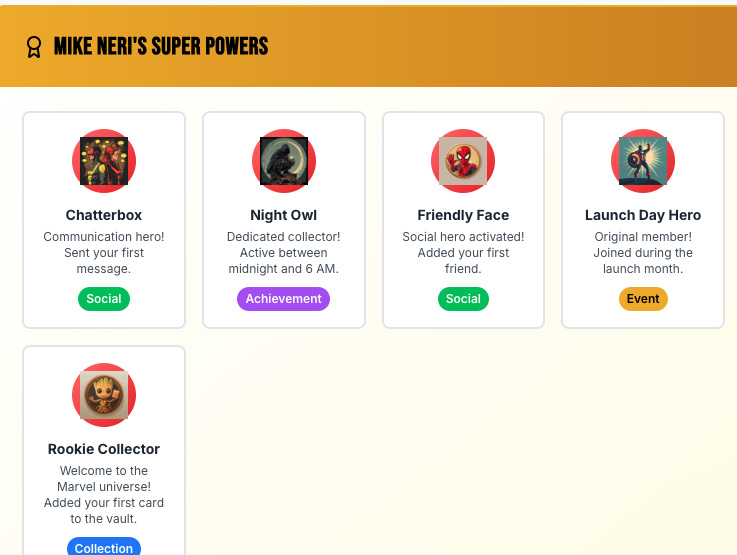 MIKE NERI'S SUPER POWERS
Chatterbox
Communication hero!
Sent your first
message.
Social
Night Owl
Dedicated collector!
Active between
midnight and 6 AM.
Achievement
Friendly Face
Social hero activated!
Added your first
friend.
Social
Launch Day Hero
Original member!
Joined during the
launch month.
Event
Rookie Collector
Welcome to the
Marvel universe!
Added your first card
to the vault.
Collection